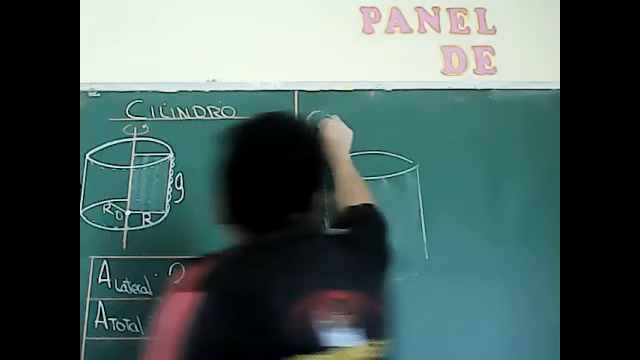 PANEL
DE
CILINDRO
g
R O R
A Lateral:
A Total